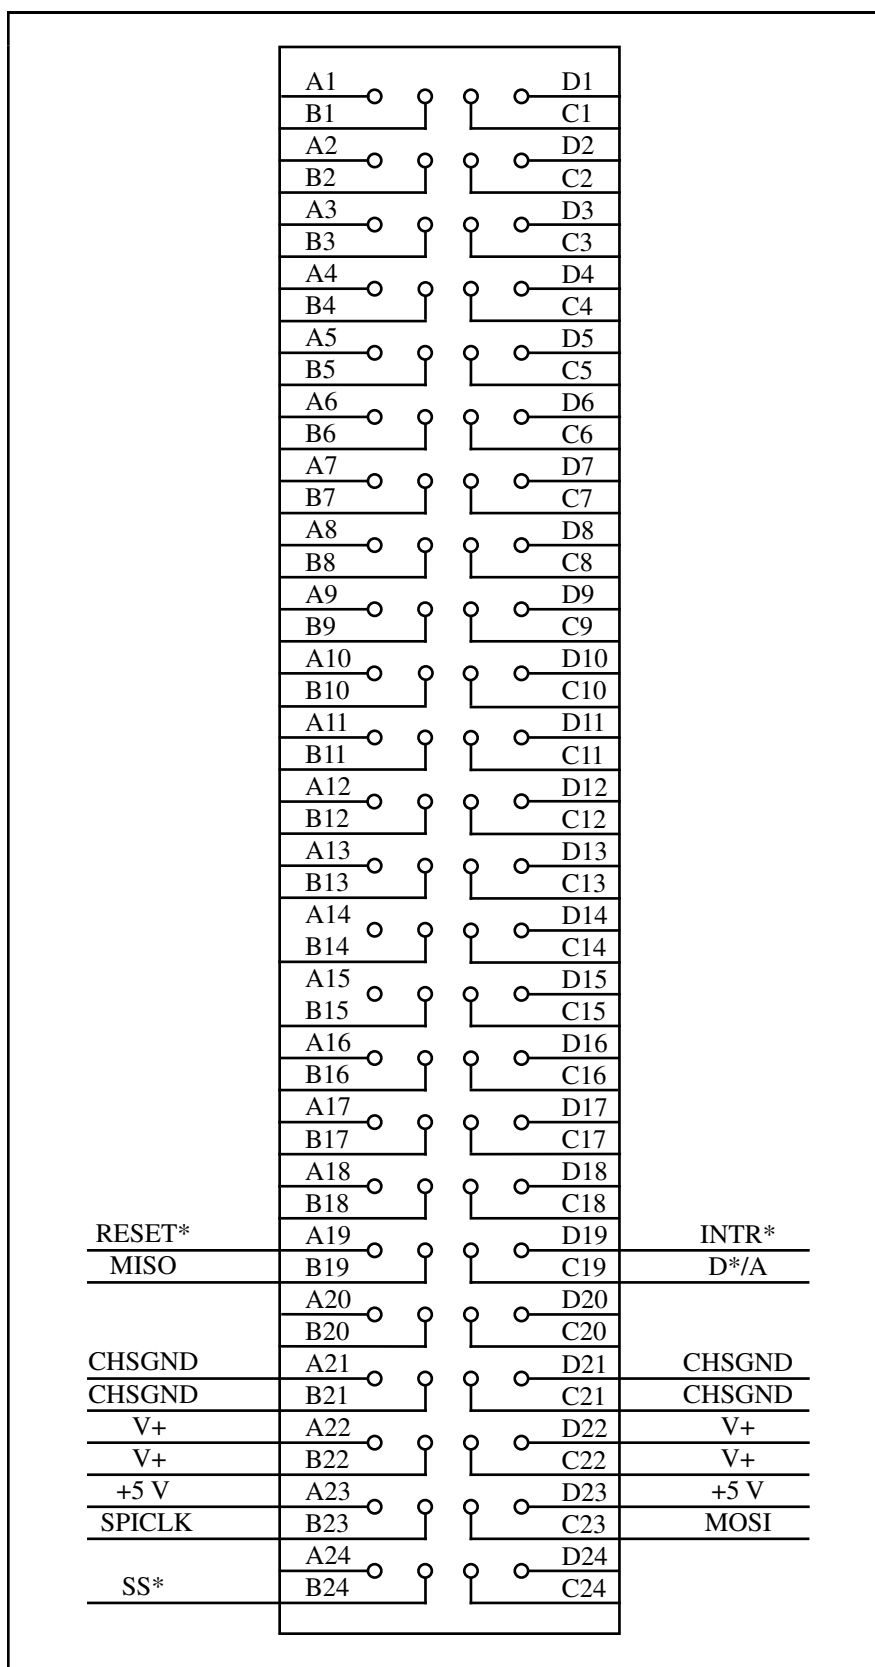 A1 D1
B1 C1
A2 D2
B2 C2
A3 D3
B3 C3
A4 D4
B4 C4
A5 D5
B5 C5
A6 D6
B6 C6
A7 D7
B7 C7
A8 D8
B8 C8
A9 D9
B9 C9
A10 D10
B10 C10
A11 D11
B11 C11
A12 D12
B12 C12
A13 D13
B13 C13
A14 D14
B14 C14
A15 D15
B15 C15
A16 D16
B16 C16
A17 D17
B17 C17
A18 D18
B18 C18
RESET* A19 D19 INTR*
MISO B19 C19 D*/A
A20 D20
B20 C20
CHSGND A21 D21 CHSGND
CHSGND B21 C21 CHSGND
V+ A22 D22 V+
V+ B22 C22 V+
+5 V A23 D23 +5 V
SPICLK B23 C23 MOSI
A24 D24
SS* B24 C24